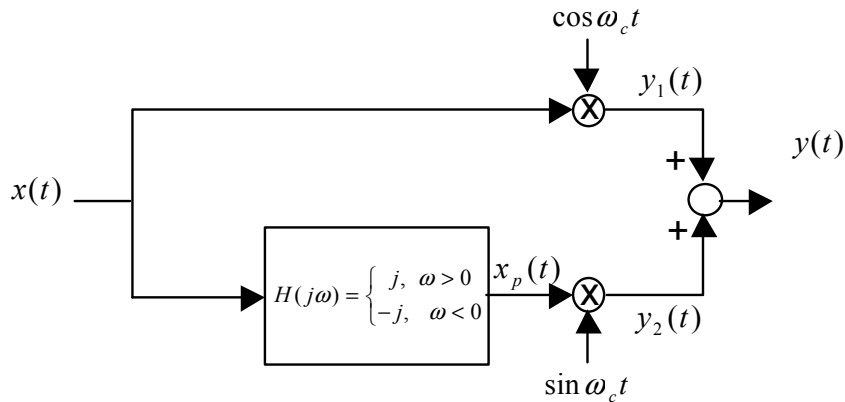 cos ω_c t
X
y_1(t)
+
y(t)
x(t)
+
H(jω) = { j, ω > 0
−j, ω < 0
x_p(t)
X
y_2(t)
sin ω_c t